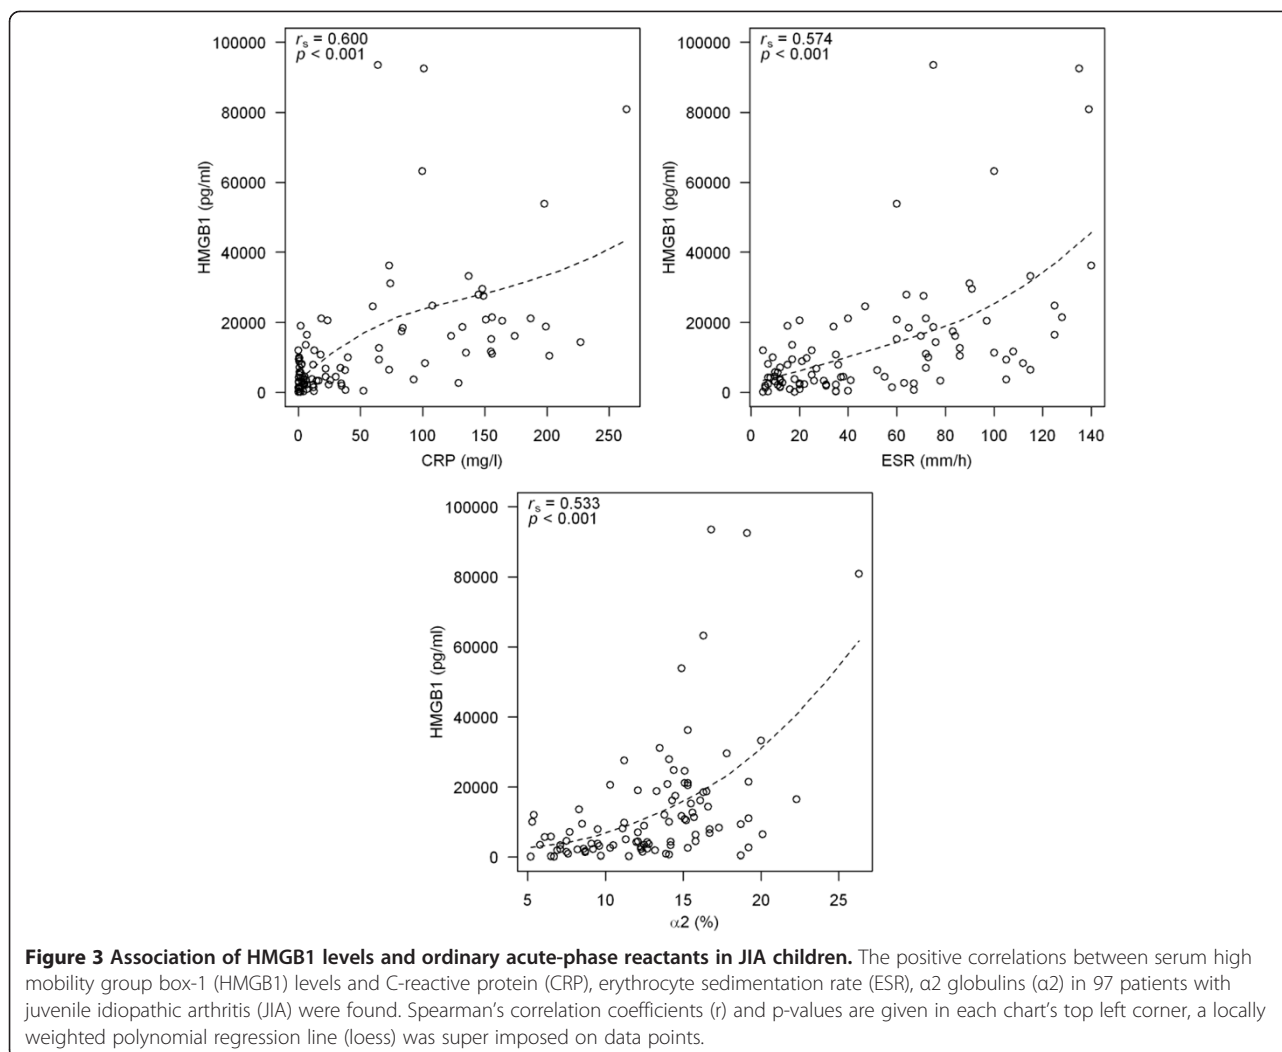 rs = 0.600
p < 0.001
100000
80000
60000
40000
20000
0
HMGB1 (pg/ml)
0 50 100 150 200 250
CRP (mg/l)
rs = 0.574
p < 0.001
100000
80000
60000
40000
20000
0
HMGB1 (pg/ml)
0 20 40 60 80 100 120 140
ESR (mm/h)
rs = 0.533
p < 0.001
100000
80000
60000
40000
20000
0
HMGB1 (pg/ml)
5 10 15 20 25
α2 (%)
Figure 3 Association of HMGB1 levels and ordinary acute-phase reactants in JIA children. The positive correlations between serum high
mobility group box-1 (HMGB1) levels and C-reactive protein (CRP), erythrocyte sedimentation rate (ESR), α2 globulins (α2) in 97 patients with
juvenile idiopathic arthritis (JIA) were found. Spearman's correlation coefficients (r) and p-values are given in each chart's top left corner, a locally
weighted polynomial regression line (loess) was super imposed on data points.